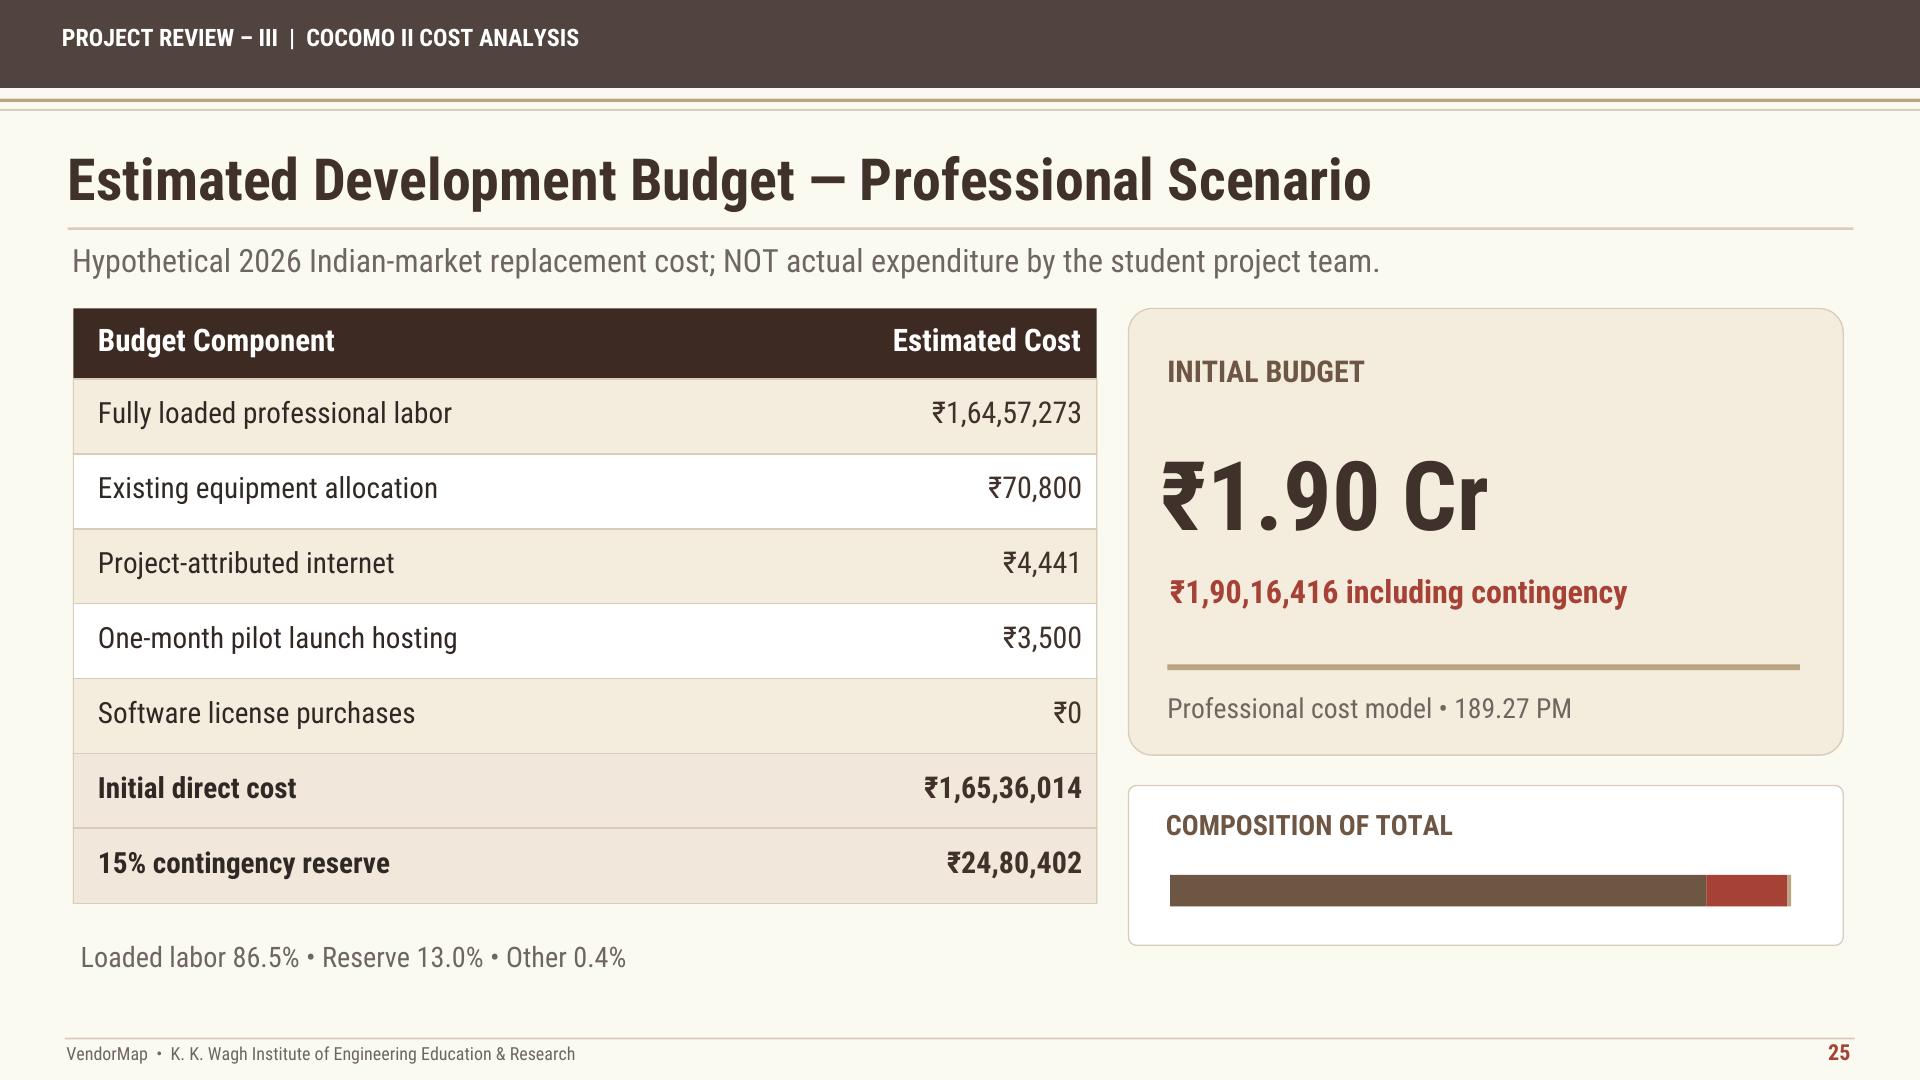 PROJECT REVIEW – III | COCOMO II COST ANALYSIS
Estimated Development Budget — Professional Scenario
Hypothetical 2026 Indian-market replacement cost; NOT actual expenditure by the student project team.
Budget Component Estimated Cost
Fully loaded professional labor ₹1,64,57,273
Existing equipment allocation ₹70,800
Project-attributed internet ₹4,441
One-month pilot launch hosting ₹3,500
Software license purchases ₹0
Initial direct cost ₹1,65,36,014
15% contingency reserve ₹24,80,402
Loaded labor 86.5% • Reserve 13.0% • Other 0.4%
INITIAL BUDGET
₹1.90 Cr
₹1,90,16,416 including contingency
Professional cost model • 189.27 PM
COMPOSITION OF TOTAL
VendorMap • K. K. Wagh Institute of Engineering Education & Research
25